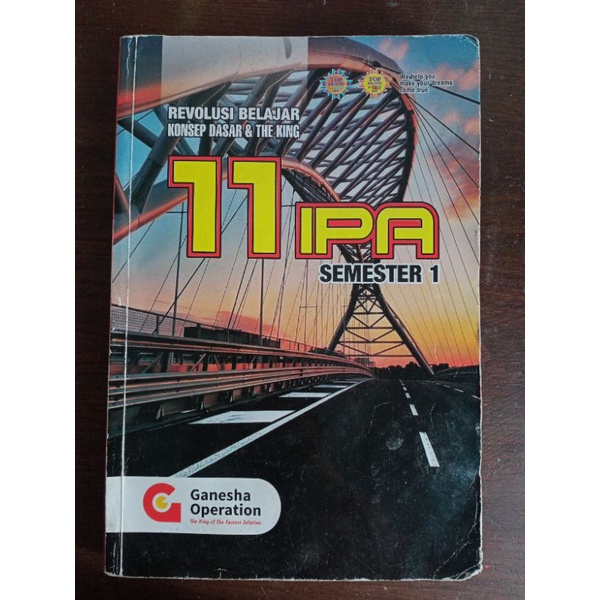 We help you
make your dreams
come true
REVOLUSI BELAJAR
KONSEP DASAR & THE KING
11 IPA
SEMESTER 1
Ganesha
Operation
The King of The Fastest Solution